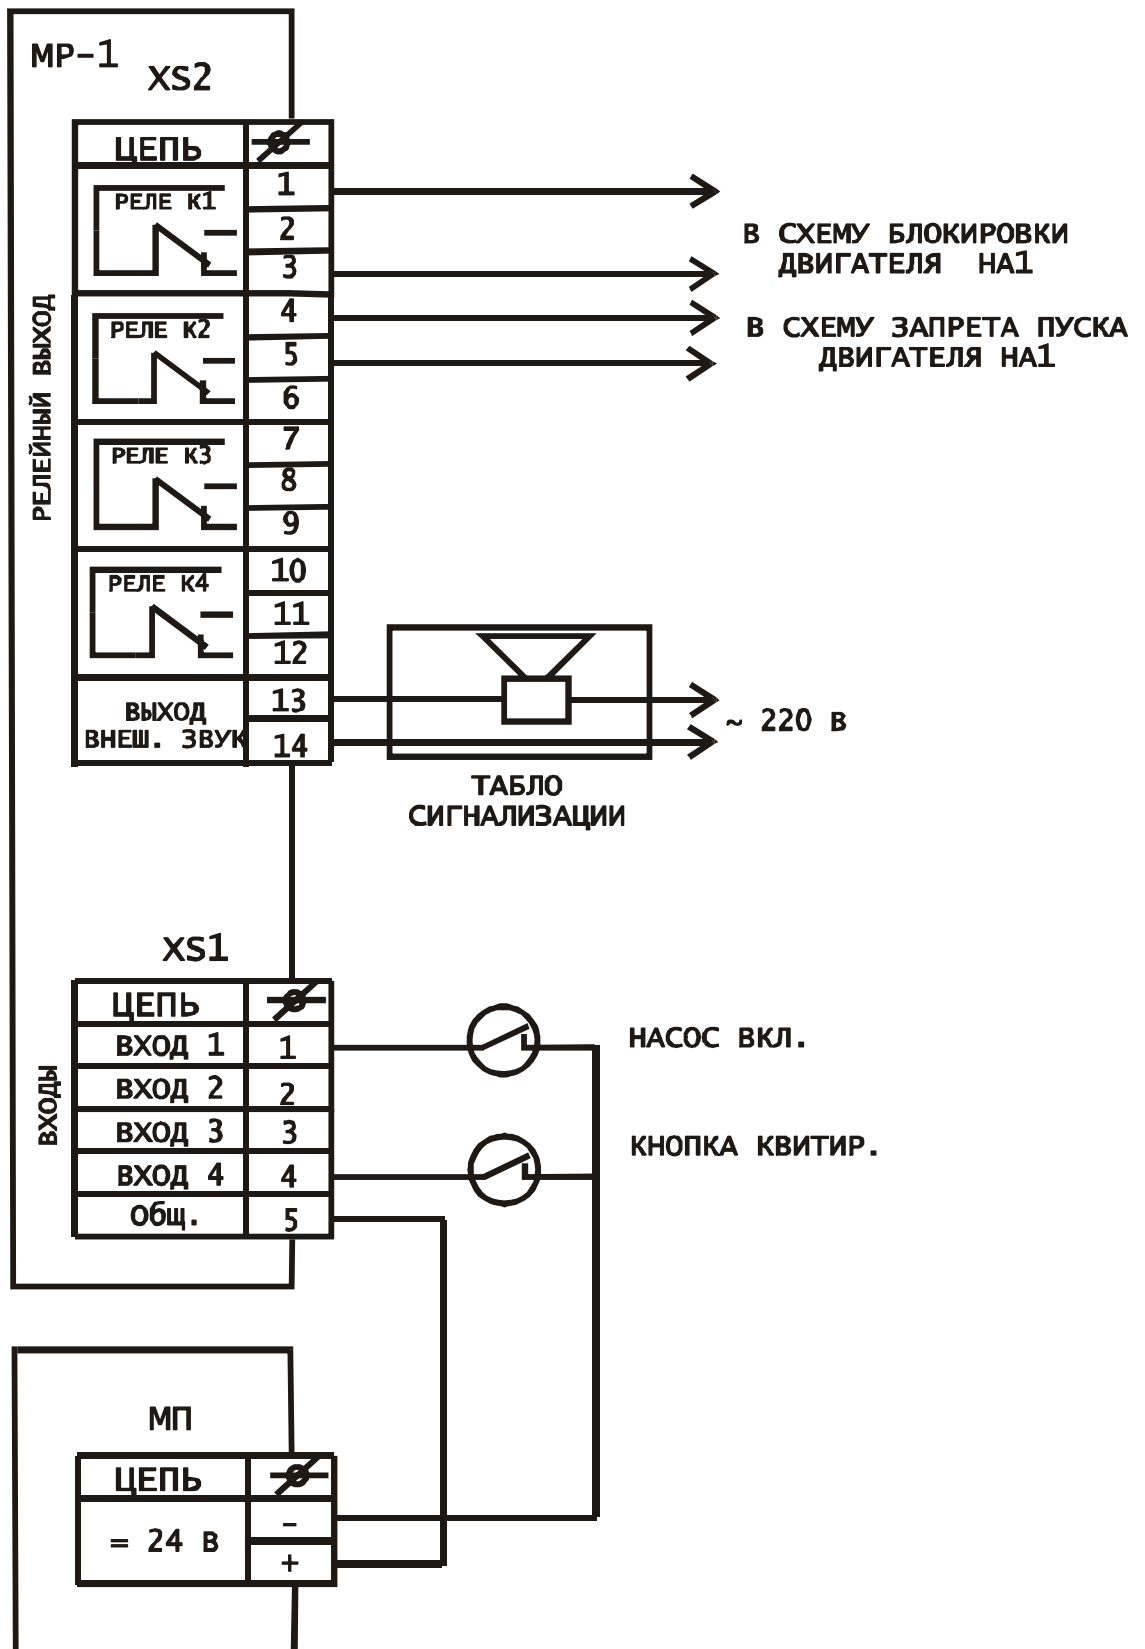 МР-1
XS2
ЦЕПЬ
РЕЛЕ К1
1
2
3
В СХЕМУ БЛОКИРОВКИ
ДВИГАТЕЛЯ НА1
РЕЛЕЙНЫЙ ВЫХОД
РЕЛЕ К2
4
5
6
В СХЕМУ ЗАПРЕТА ПУСКА
ДВИГАТЕЛЯ НА1
РЕЛЕ К3
7
8
9
РЕЛЕ К4
10
11
12
ВЫХОД
ВНЕШ. ЗВУК
13
14
~ 220 В
ТАБЛО
СИГНАЛИЗАЦИИ
XS1
ЦЕПЬ
ВХОДЫ
ВХОД 1 1
НАСОС ВКЛ.
ВХОД 2 2
ВХОД 3 3
КНОПКА КВИТИР.
ВХОД 4 4
Общ. 5
МП
ЦЕПЬ
= 24 В
-
+